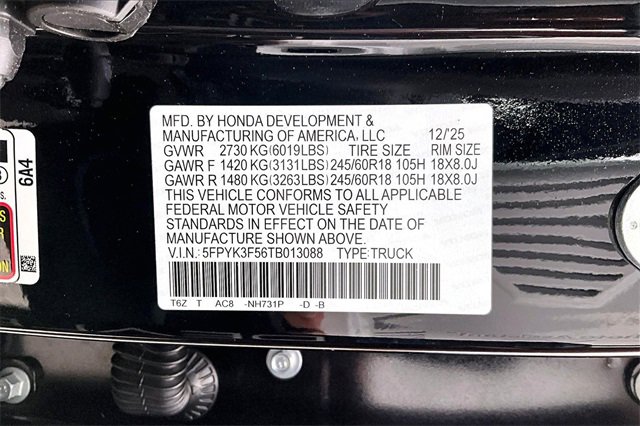 MFD. BY HONDA DEVELOPMENT &
MANUFACTURING OF AMERICA, LLC 12/'25
GVWR 2730 KG(6019LBS) TIRE SIZE RIM SIZE
GAWR F 1420 KG(3131LBS) 245/60R18 105H 18X8.0J
GAWR R 1480 KG(3263LBS) 245/60R18 105H 18X8.0J
THIS VEHICLE CONFORMS TO ALL APPLICABLE
FEDERAL MOTOR VEHICLE SAFETY
STANDARDS IN EFFECT ON THE DATE OF
MANUFACTURE SHOWN ABOVE.
V.I.N.: 5FPYK3F56TB013088 TYPE:TRUCK
T6Z T AC8 -NH731P -D -B
6A4